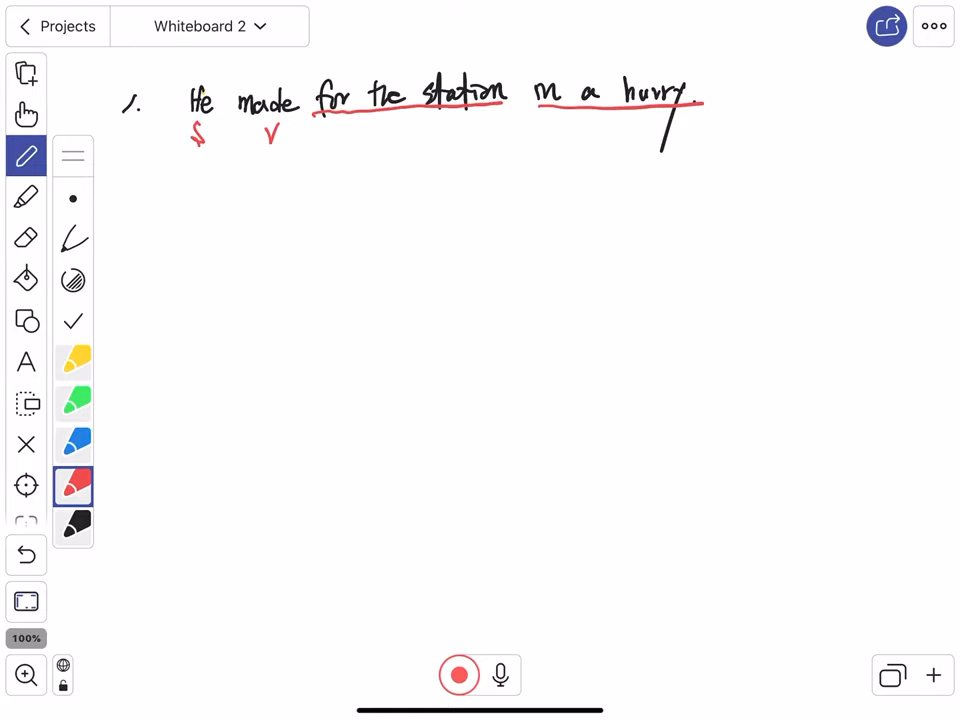 Projects
Whiteboard 2
1. He made for the station in a hurry.
S V
A
100%